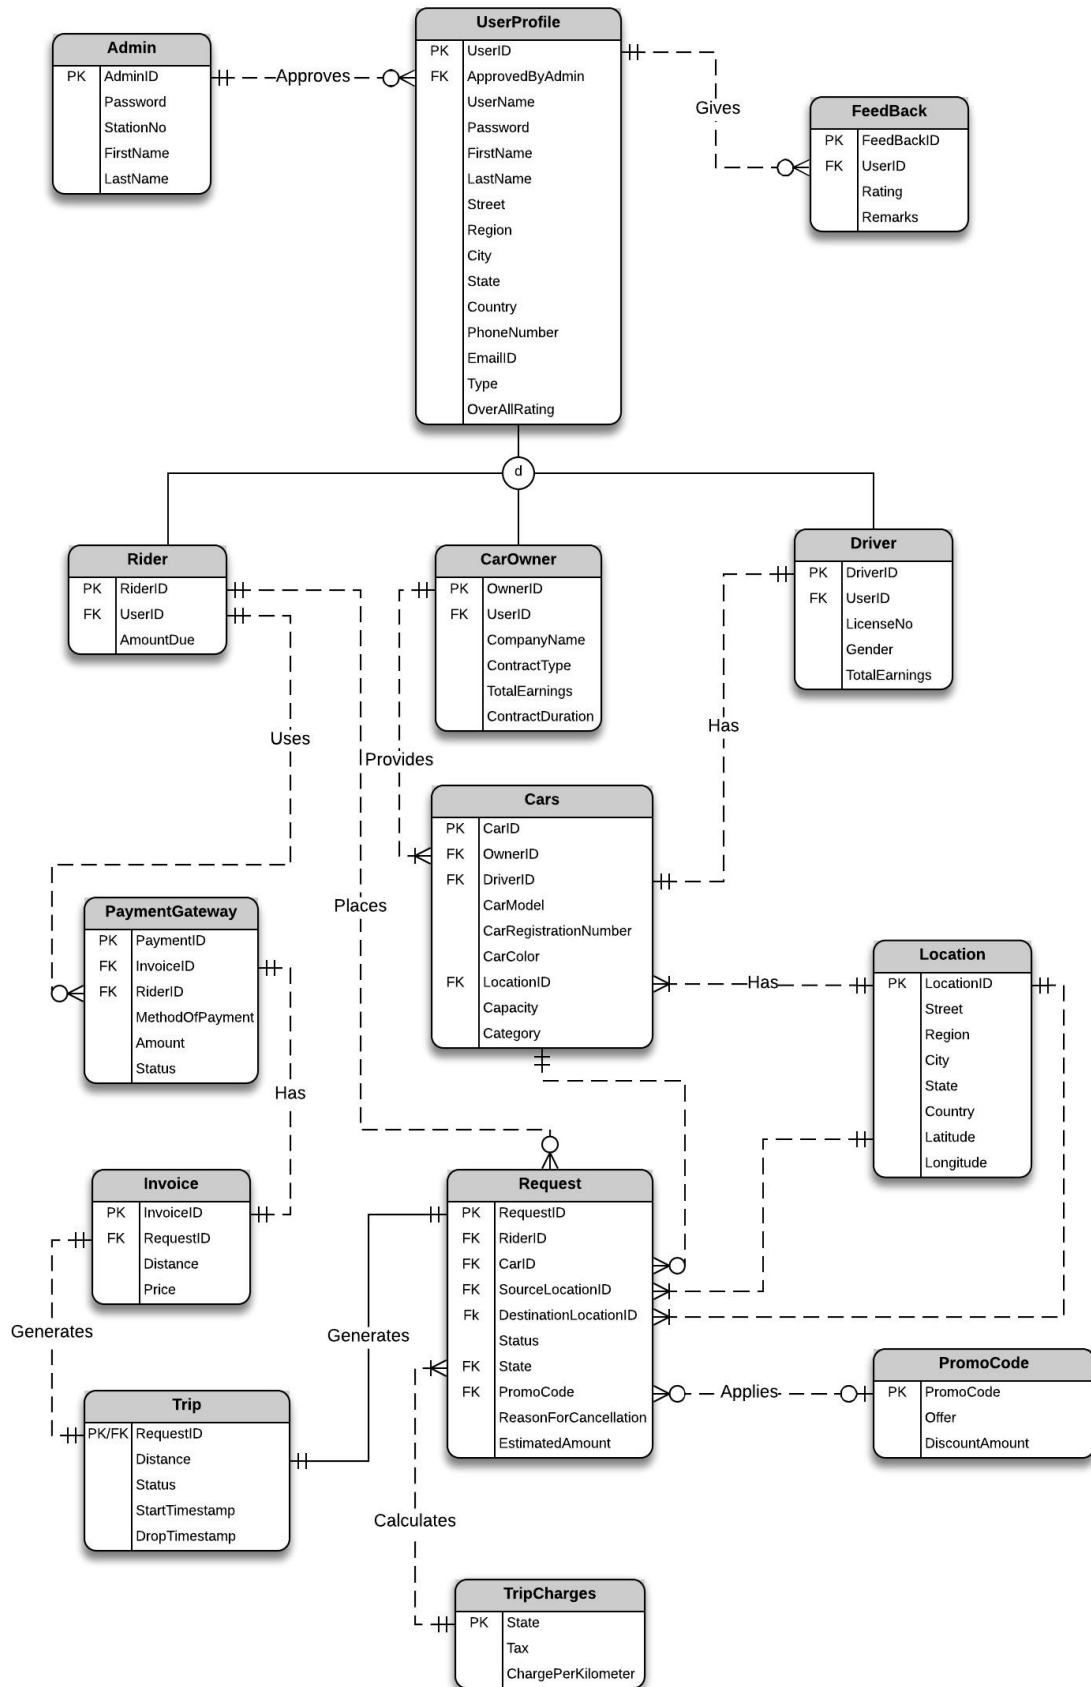 Admin
PK AdminID
Password
StationNo
FirstName
LastName
Approves
UserProfile
PK UserID
FK ApprovedByAdmin
UserName
Password
FirstName
LastName
Street
Region
City
State
Country
PhoneNumber
EmailID
Type
OverAllRating
Gives
FeedBack
PK FeedBackID
FK UserID
Rating
Remarks
d
Rider
PK RiderID
FK UserID
AmountDue
CarOwner
PK OwnerID
FK UserID
CompanyName
ContractType
TotalEarnings
ContractDuration
Driver
PK DriverID
FK UserID
LicenseNo
Gender
TotalEarnings
Uses
Provides
Has
Cars
PK CarID
FK OwnerID
FK DriverID
CarModel
CarRegistrationNumber
CarColor
FK LocationID
Capacity
Category
Places
PaymentGateway
PK PaymentID
FK InvoiceID
FK RiderID
MethodOfPayment
Amount
Status
Has
Has
Location
PK LocationID
Street
Region
City
State
Country
Latitude
Longitude
Invoice
PK InvoiceID
FK RequestID
Distance
Price
Request
PK RequestID
FK RiderID
FK CarID
FK SourceLocationID
Fk DestinationLocationID
Status
FK State
FK PromoCode
ReasonForCancellation
EstimatedAmount
Generates
Generates
Applies
PromoCode
PK PromoCode
Offer
DiscountAmount
Trip
PK/FK RequestID
Distance
Status
StartTimestamp
DropTimestamp
Calculates
TripCharges
PK State
Tax
ChargePerKilometer